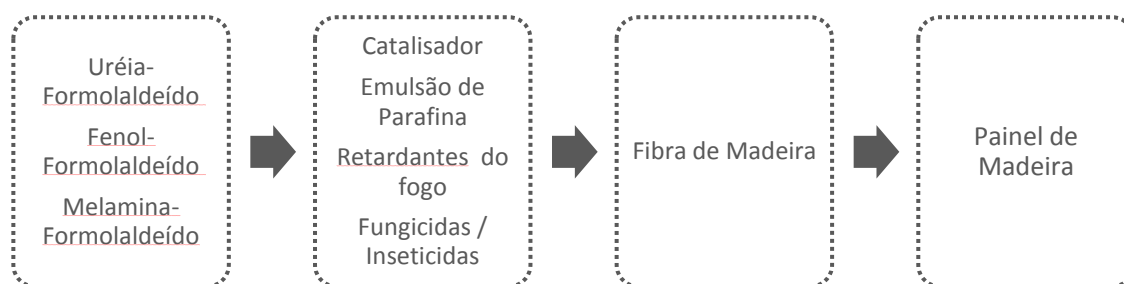 Uréia-
Formolaldeído
Fenol-
Formolaldeído
Melamina-
Formolaldeído
Catalisador
Emulsão de
Parafina
Retardantes do
fogo
Fungicidas /
Inseticidas
Fibra de Madeira
Painel de
Madeira